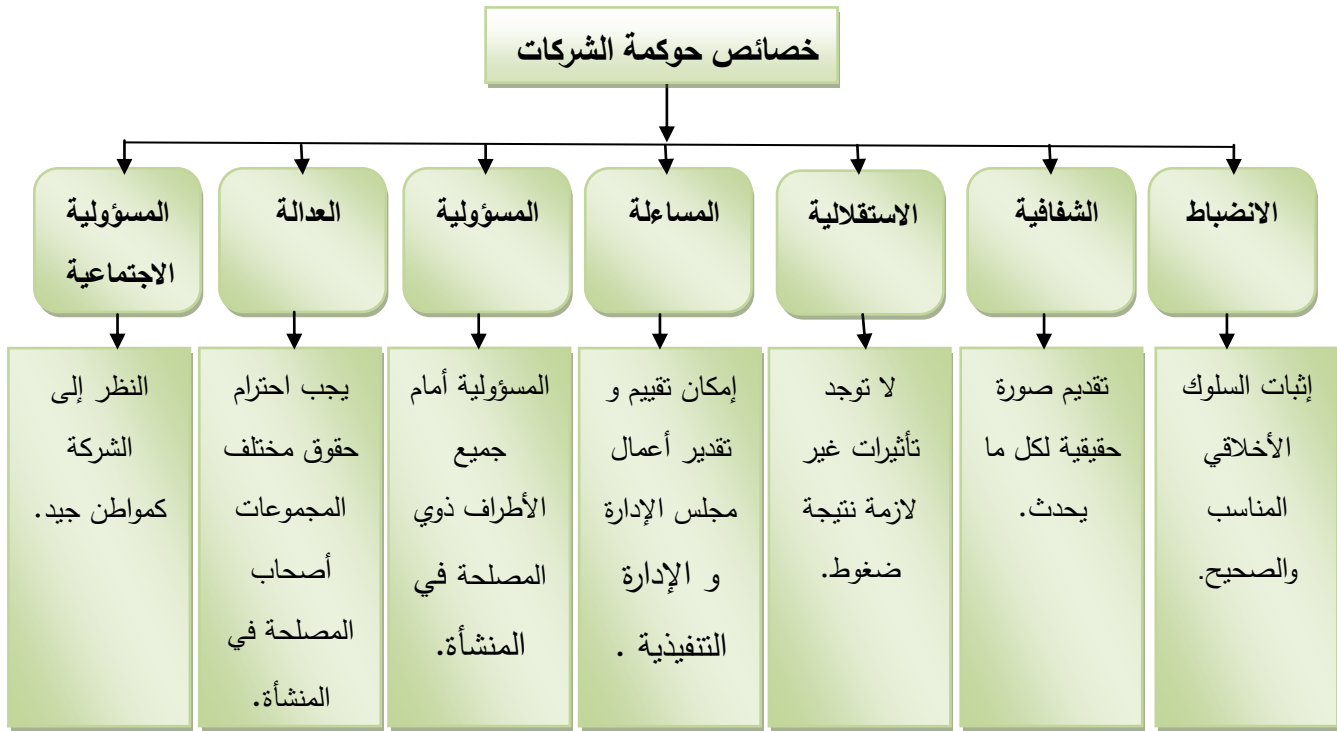 خصائص حوكمة الشركات
الانضباط
الشفافية
الاستقلالية
المساءلة
المسؤولية
العدالة
المسؤولية
الاجتماعية
إثبات السلوك
الأخلاقي
المناسب
والصحيح.
تقديم صورة
حقيقية لكل ما
يحدث.
لا توجد
تأثيرات غير
لازمة نتيجة
ضغوط.
إمكان تقييم و
تقدير أعمال
مجلس الإدارة
و الإدارة
التنفيذية .
المسؤولية أمام
جميع
الأطراف ذوي
المصلحة في
المنشأة.
يجب احترام
حقوق مختلف
المجموعات
أصحاب
المصلحة في
المنشأة.
النظر إلى
الشركة
كمواطن جيد.